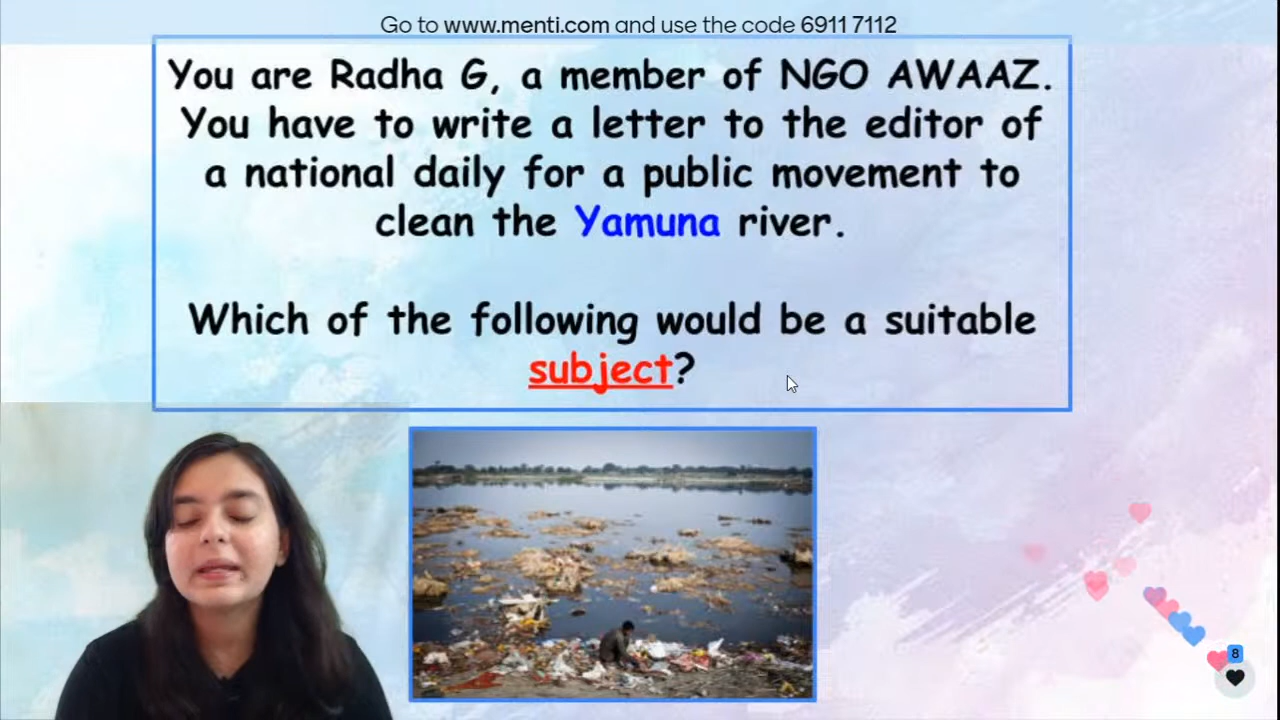 Go to www.menti.com and use the code 6911 7112
You are Radha G, a member of NGO AWAAZ.
You have to write a letter to the editor of
a national daily for a public movement to
clean the Yamuna river.
Which of the following would be a suitable
subject?
8